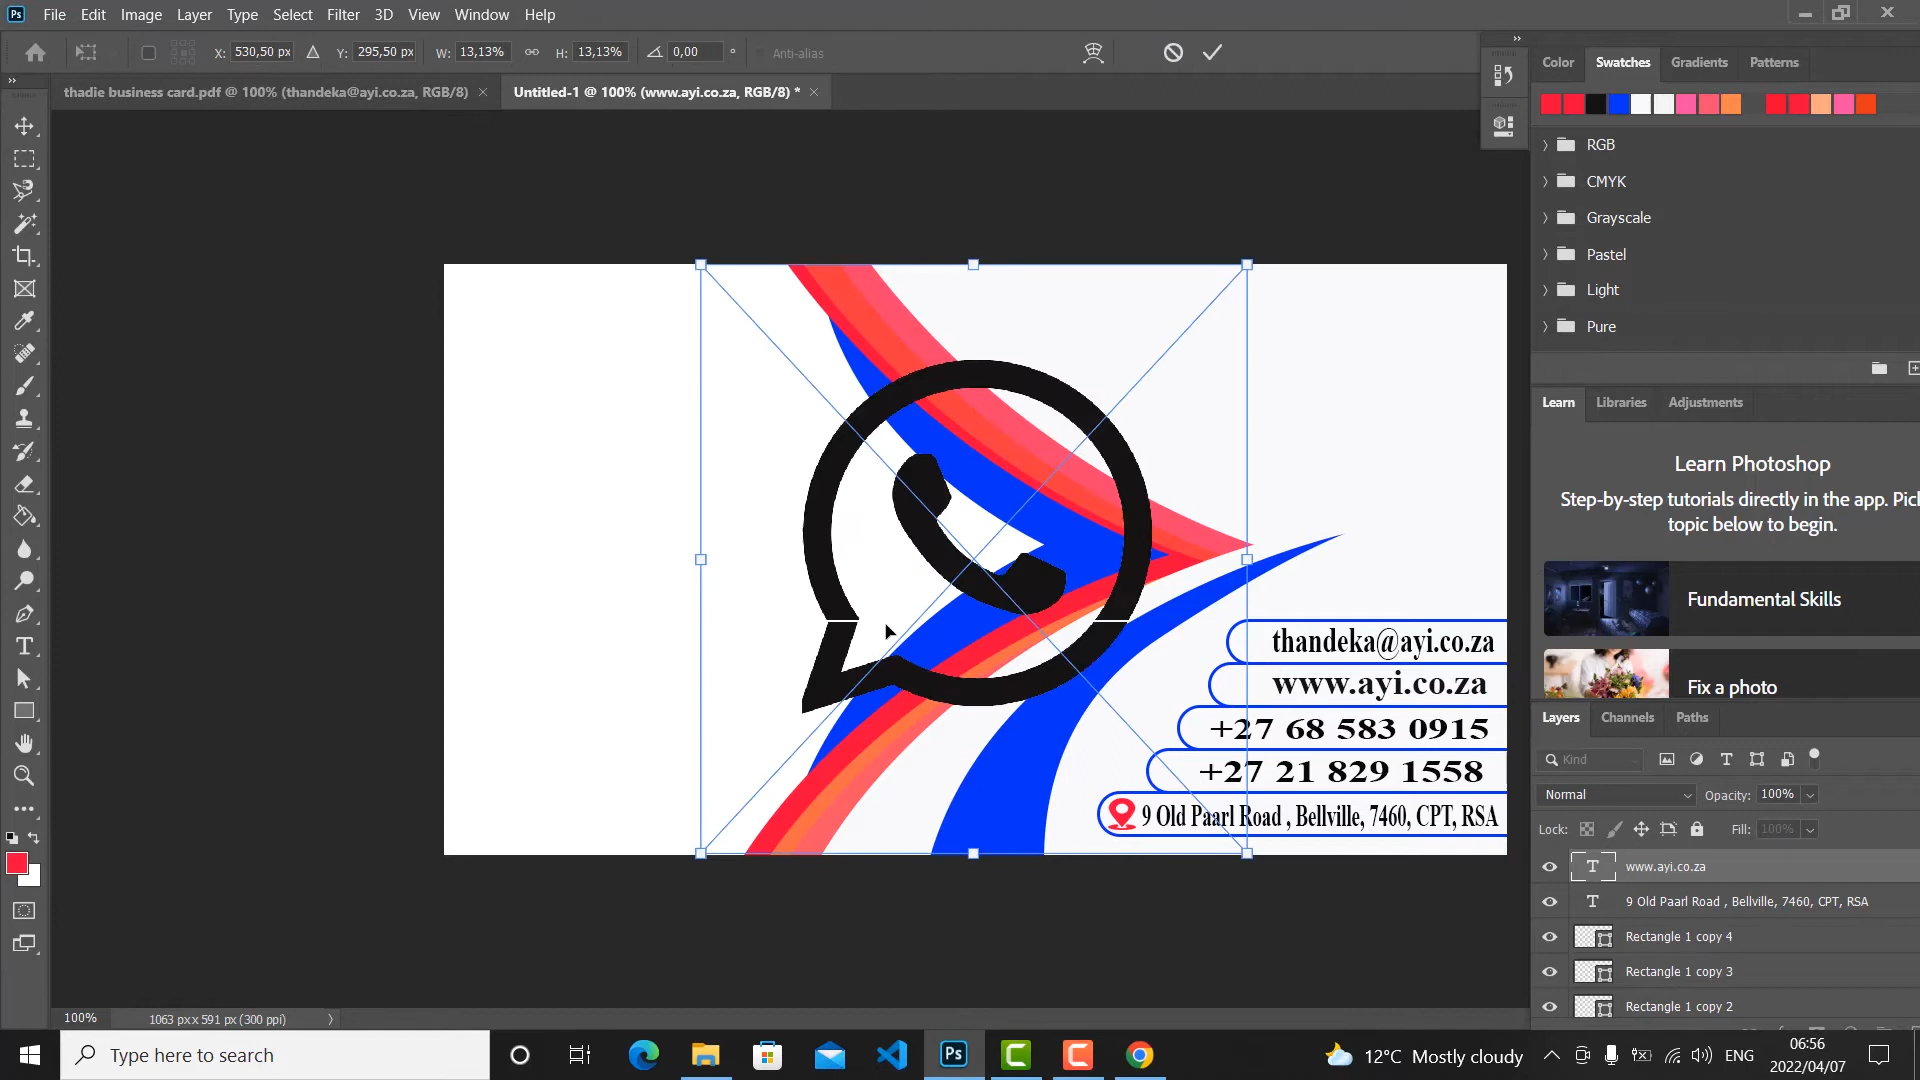 Ps File Edit Image Layer Type Select Filter 3D View Window Help
X: 530,50 px Y: 295,50 px W: 13,13% H: 13,13% 0,00 ° Anti-alias
thadie business card.pdf @ 100% (thandeka@ayi.co.za, RGB/8) × Untitled-1 @ 100% (www.ayi.co.za, RGB/8) * ×
Color Swatches Gradients Patterns
RGB
CMYK
Grayscale
Pastel
Light
Pure
Learn Libraries Adjustments
Learn Photoshop
Step-by-step tutorials directly in the app. Pick
topic below to begin.
Fundamental Skills
Fix a photo
thandeka@ayi.co.za
www.ayi.co.za
+27 68 583 0915
+27 21 829 1558
9 Old Paarl Road , Bellville, 7460, CPT, RSA
Layers Channels Paths
Kind
Normal Opacity: 100%
Lock: Fill: 100%
www.ayi.co.za
9 Old Paarl Road , Bellville, 7460, CPT, RSA
Rectangle 1 copy 4
Rectangle 1 copy 3
Rectangle 1 copy 2
100% 1063 px x 591 px (300 ppi)
Type here to search
12°C Mostly cloudy
ENG
06:56
2022/04/07